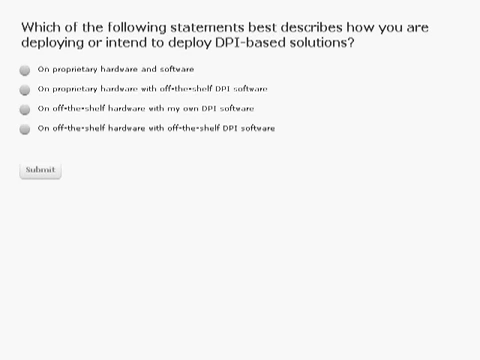 Which of the following statements best describes how you are
deploying or intend to deploy DPI-based solutions?
On proprietary hardware and software
On proprietary hardware with off-the-shelf DPI software
On off-the-shelf hardware with my own DPI software
On off-the-shelf hardware with off-the-shelf DPI software
Submit